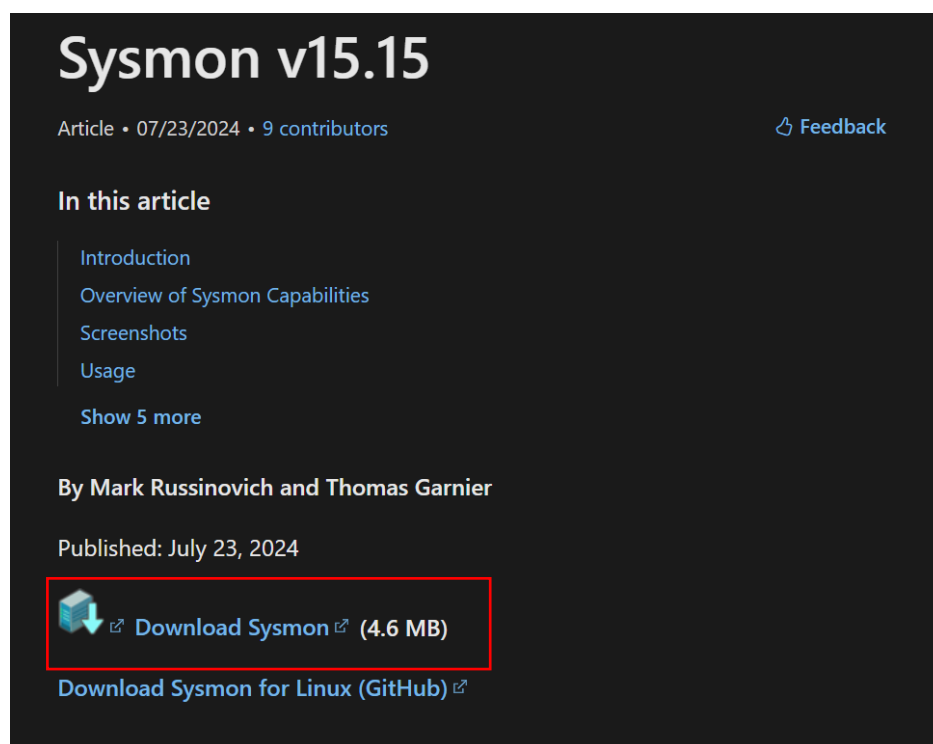 Sysmon v15.15
Article • 07/23/2024 • 9 contributors
Feedback
In this article
Introduction
Overview of Sysmon Capabilities
Screenshots
Usage
Show 5 more
By Mark Russinovich and Thomas Garnier
Published: July 23, 2024
Download Sysmon (4.6 MB)
Download Sysmon for Linux (GitHub)